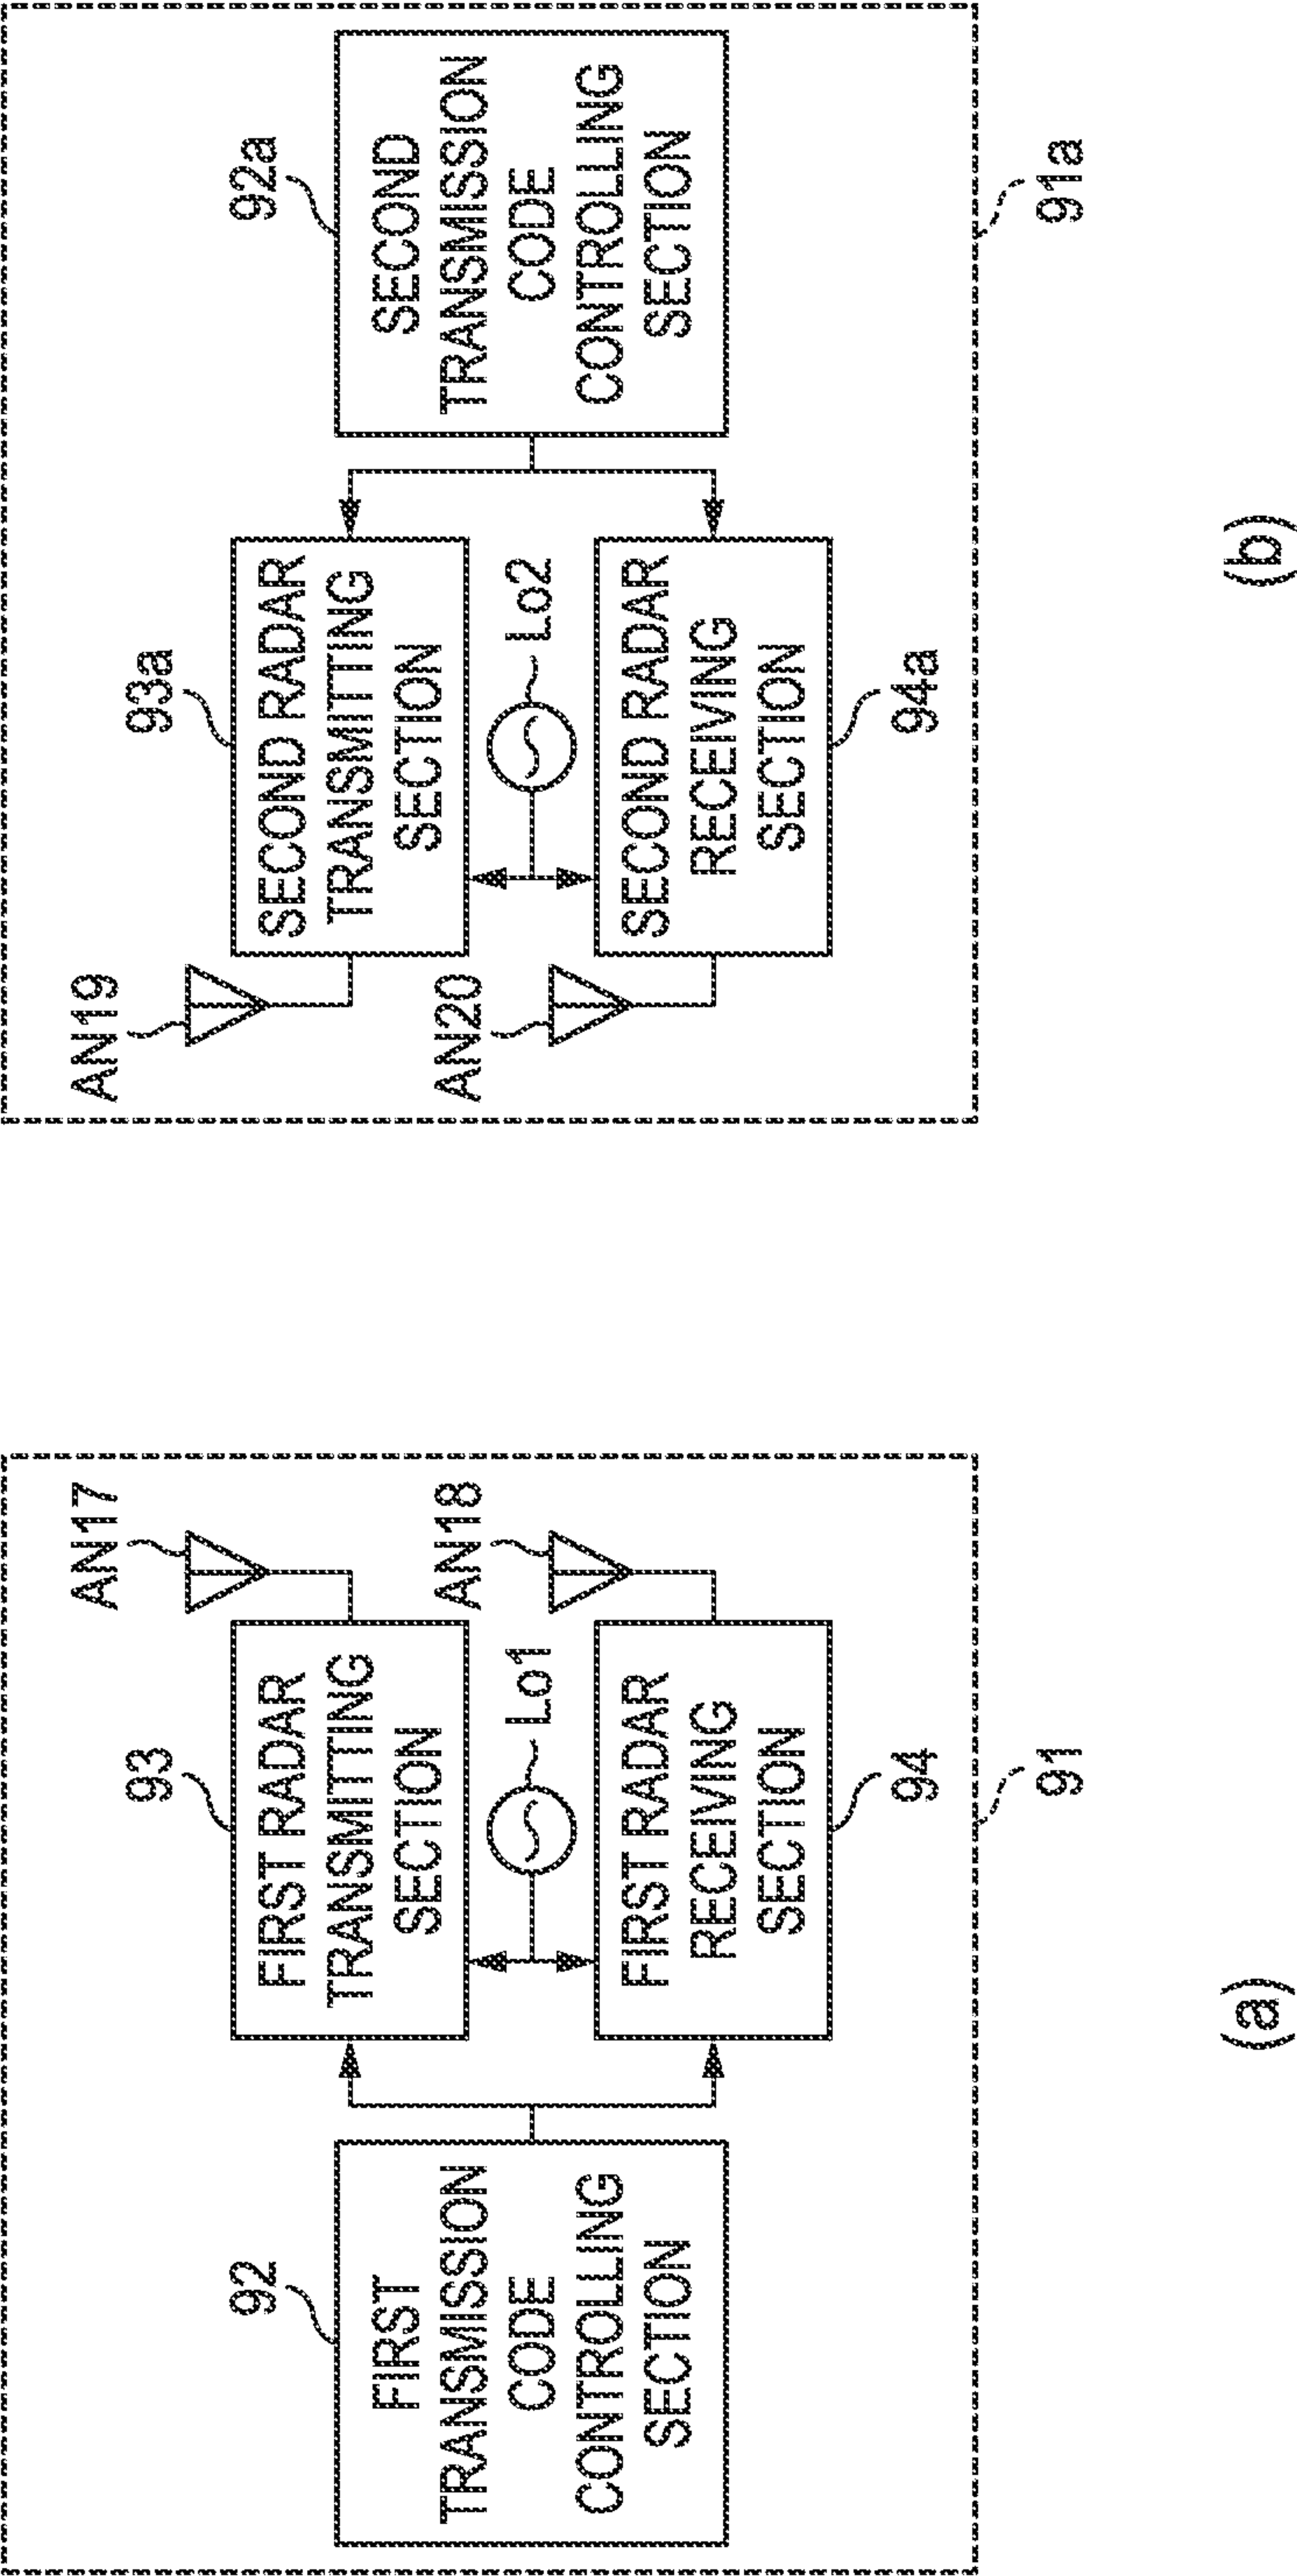 92
FIRST
TRANSMISSION
CODE
CONTROLLING
SECTION
93
FIRST RADAR
TRANSMITTING
SECTION
AN17
Lo1
AN18
FIRST RADAR
RECEIVING
SECTION
94
91
(a)
AN19
93a
SECOND RADAR
TRANSMITTING
SECTION
92a
SECOND
TRANSMISSION
CODE
CONTROLLING
SECTION
Lo2
AN20
SECOND RADAR
RECEIVING
SECTION
94a
91a
(b)